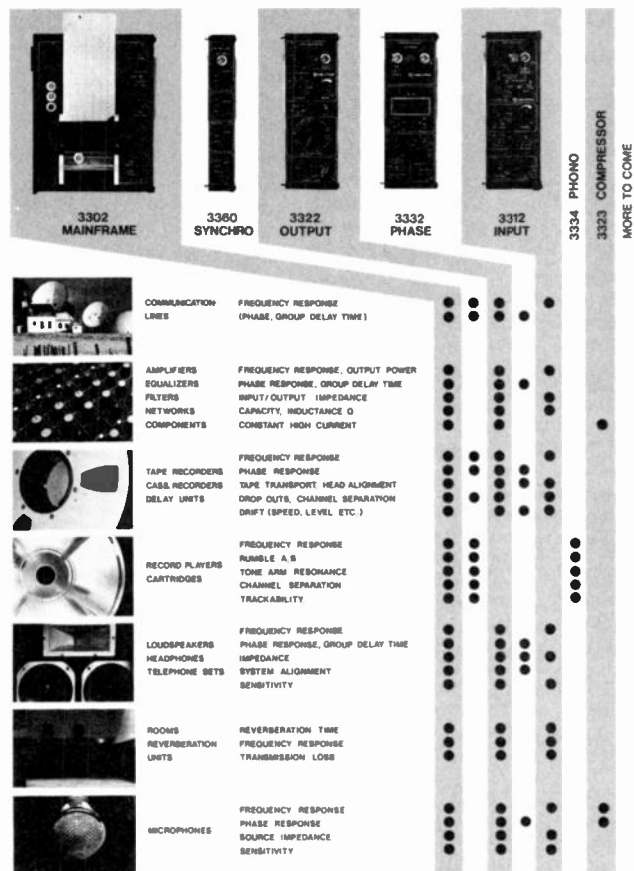 3302
MAINFRAME
3360
SYNCHRO
3322
OUTPUT
3332
PHASE
3312
INPUT
3334 PHONO
3323 COMPRESSOR
MORE TO COME
COMMUNICATION
LINES
FREQUENCY RESPONSE
(PHASE, GROUP DELAY TIME)
AMPLIFIERS
EQUALIZERS
FILTERS
NETWORKS
COMPONENTS
FREQUENCY RESPONSE, OUTPUT POWER
PHASE RESPONSE, GROUP DELAY TIME
INPUT/OUTPUT IMPEDANCE
CAPACITY, INDUCTANCE Q
CONSTANT HIGH CURRENT
TAPE RECORDERS
CASS. RECORDERS
DELAY UNITS
FREQUENCY RESPONSE
PHASE RESPONSE
TAPE TRANSPORT, HEAD ALIGNMENT
DROP OUTS, CHANNEL SEPARATION
DRIFT (SPEED, LEVEL ETC.)
RECORD PLAYERS
CARTRIDGES
FREQUENCY RESPONSE
RUMBLE A,B
TONE ARM RESONANCE
CHANNEL SEPARATION
TRACKABILITY
LOUDSPEAKERS
HEADPHONES
TELEPHONE SETS
FREQUENCY RESPONSE
PHASE RESPONSE, GROUP DELAY TIME
IMPEDANCE
SYSTEM ALIGNMENT
SENSITIVITY
ROOMS
REVERBERATION
UNITS
REVERBERATION TIME
FREQUENCY RESPONSE
TRANSMISSION LOSS
MICROPHONES
FREQUENCY RESPONSE
PHASE RESPONSE
SOURCE IMPEDANCE
SENSITIVITY